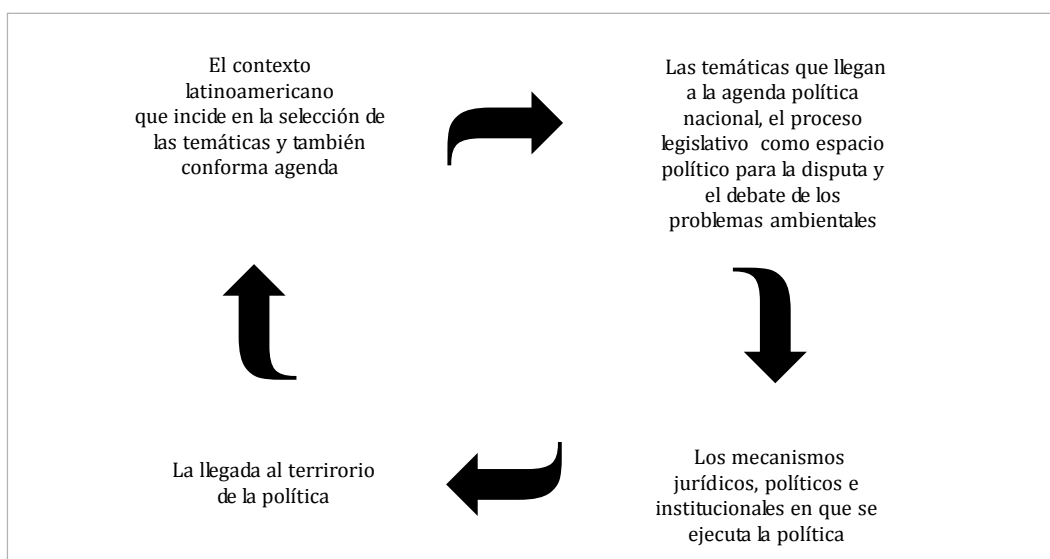 El contexto
latinoamericano
que incide en la selección de
las temáticas y también
conforma agenda
Las temáticas que llegan
a la agenda política
nacional, el proceso
legislativo como espacio
político para la disputa y
el debate de los
problemas ambientales
Los mecanismos
jurídicos, políticos e
institucionales en que se
ejecuta la política
La llegada al terrirorio
de la política